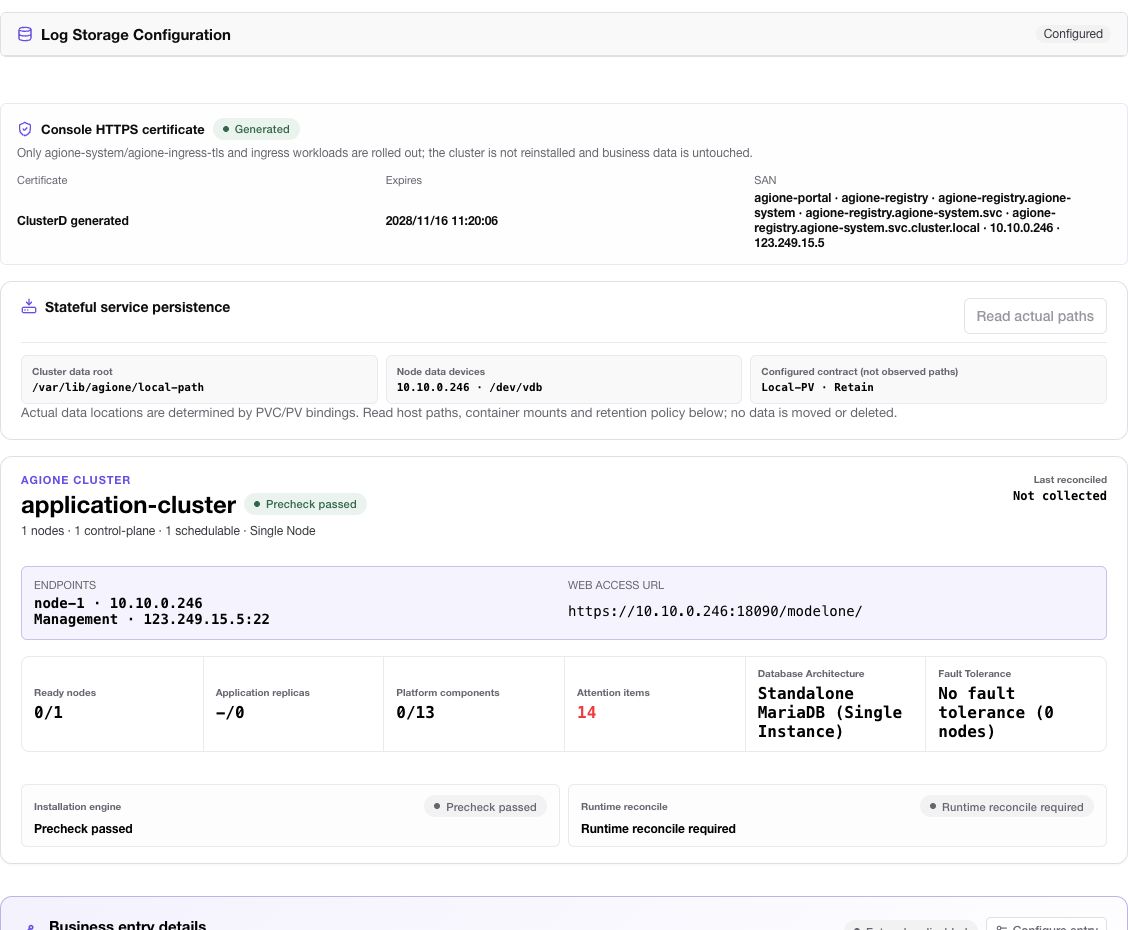 Log Storage Configuration
Configured
Console HTTPS certificate
Generated
Only agione-system/agione-ingress-tls and ingress workloads are rolled out; the cluster is not reinstalled and business data is untouched.
Certificate
Expires
SAN
ClusterD generated
2028/11/16 11:20:06
agione-portal · agione-registry · agione-registry.agione-
system · agione-registry.agione-system.svc · agione-
registry.agione-system.svc.cluster.local · 10.10.0.246 ·
123.249.15.5
Stateful service persistence
Read actual paths
Cluster data root
/var/lib/agione/local-path
Node data devices
10.10.0.246 · /dev/vdb
Configured contract (not observed paths)
Local-PV · Retain
Actual data locations are determined by PVC/PV bindings. Read host paths, container mounts and retention policy below; no data is moved or deleted.
AGIONE CLUSTER
application-cluster
Precheck passed
1 nodes · 1 control-plane · 1 schedulable · Single Node
Last reconciled
Not collected
ENDPOINTS
node-1 · 10.10.0.246
Management · 123.249.15.5:22
WEB ACCESS URL
https://10.10.0.246:18090/modelone/
Ready nodes
0/1
Application replicas
-/0
Platform components
0/13
Attention items
14
Database Architecture
Standalone
MariaDB (Single
Instance)
Fault Tolerance
No fault
tolerance (0
nodes)
Installation engine
Precheck passed
Precheck passed
Runtime reconcile
Runtime reconcile required
Runtime reconcile required
Business entry details
Configure entry